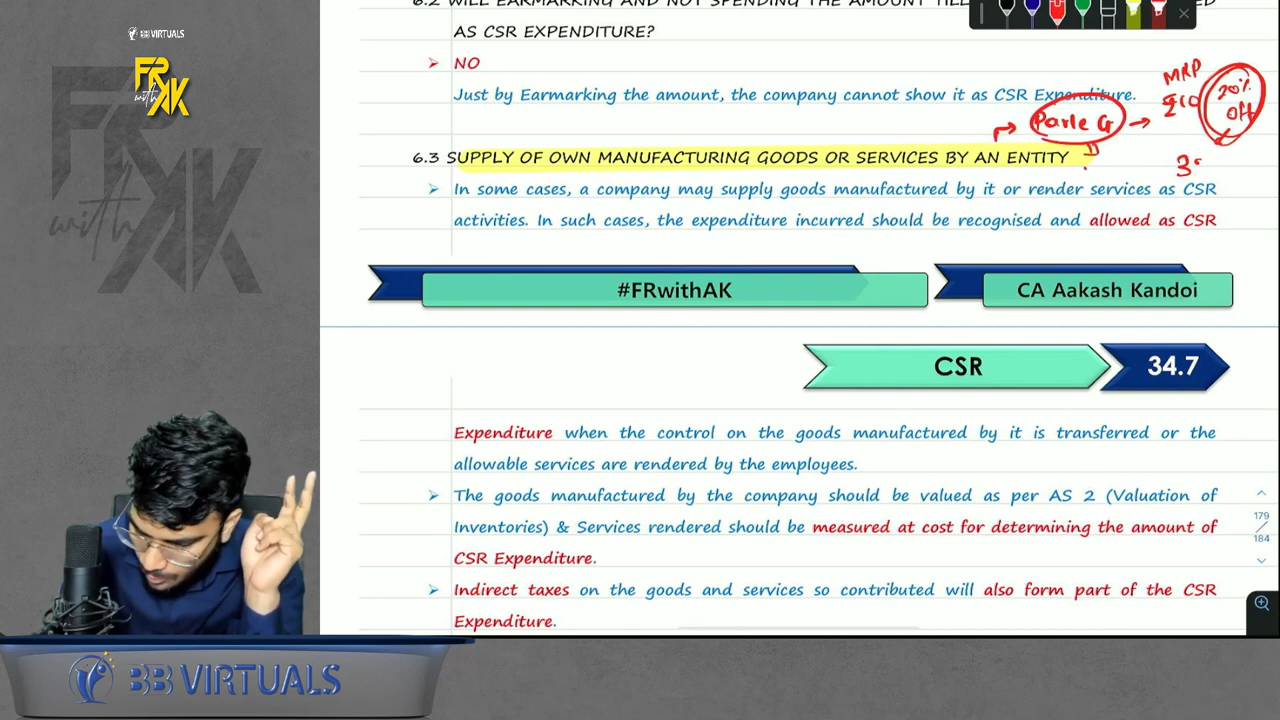 BB VIRTUALS
FR
with
AK
AS CSR EXPENDITURE?
➢ NO
Just by Earmarking the amount, the company cannot show it as CSR Expenditure.
MRP
₹10
20%
off
→ Parle G →
3
6.3 SUPPLY OF OWN MANUFACTURING GOODS OR SERVICES BY AN ENTITY
➢ In some cases, a company may supply goods manufactured by it or render services as CSR
activities. In such cases, the expenditure incurred should be recognised and allowed as CSR
#FRwithAK
CA Aakash Kandoi
CSR
34.7
Expenditure when the control on the goods manufactured by it is transferred or the
allowable services are rendered by the employees.
➢ The goods manufactured by the company should be valued as per AS 2 (Valuation of
Inventories) & Services rendered should be measured at cost for determining the amount of
CSR Expenditure.
➢ Indirect taxes on the goods and services so contributed will also form part of the CSR
Expenditure.
179
184
BB VIRTUALS